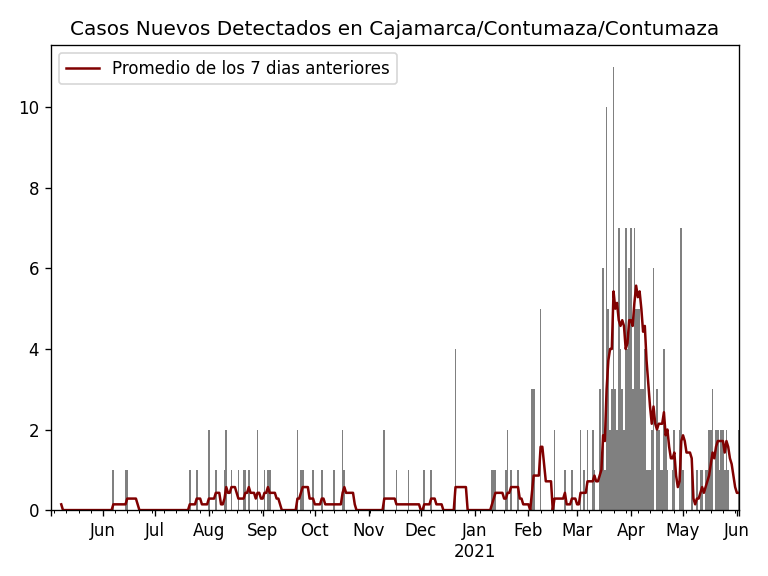 Casos Nuevos Detectados en Cajamarca/Contumaza/Contumaza
Promedio de los 7 dias anteriores
10
8
6
4
2
0
Jun Jul Aug Sep Oct Nov Dec Jan Feb Mar Apr May Jun
2021